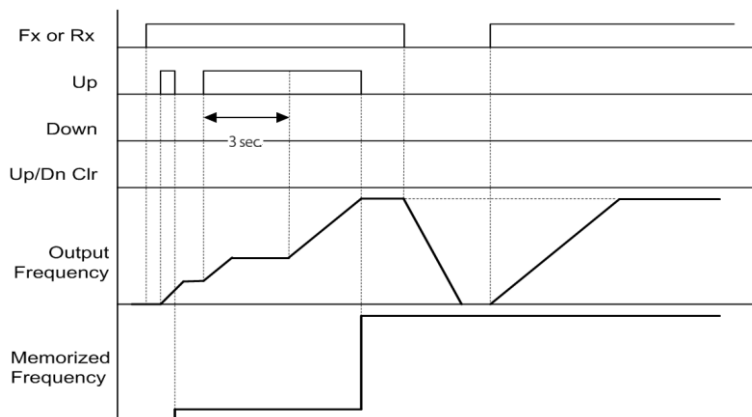 Fx or Rx
Up
Down
3 sec.
Up/Dn Clr
Output
Frequency
Memorized
Frequency